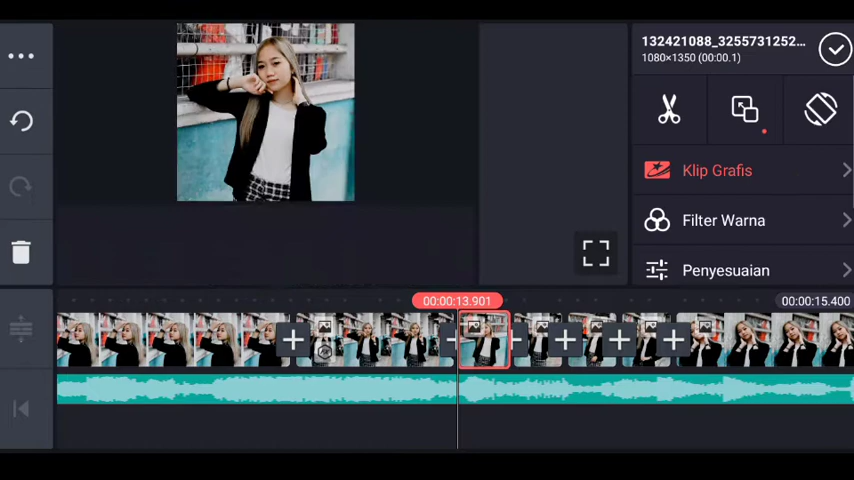 132421088_3255731252...
1080×1350 (00:00.1)
Klip Grafis
Filter Warna
Penyesuaian
00:00:13.901
00:00:15.400